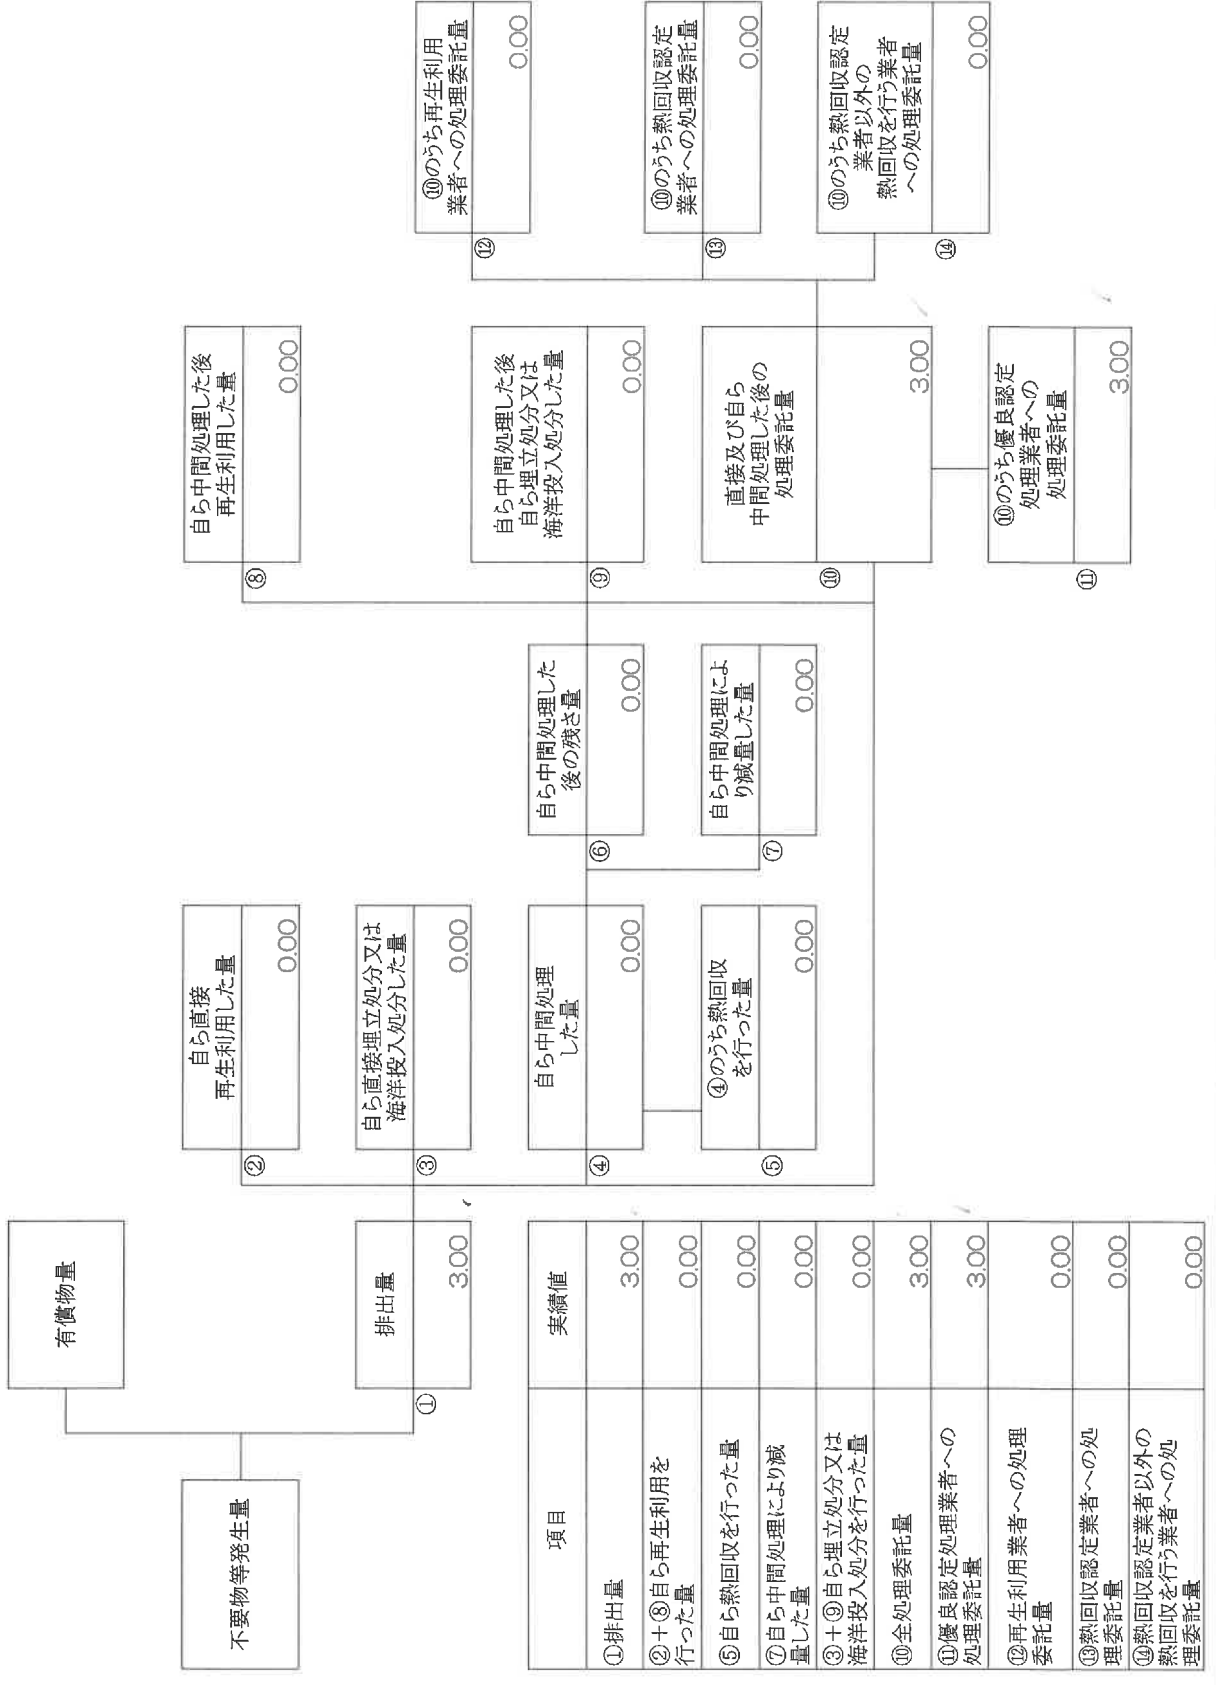 有償物量
不要物等発生量
排出量
①
3.00
自ら直接
再生利用した量
②
0.00
自ら直接埋立処分又は
海洋投入処分した量
③
0.00
自ら中間処理
した量
④
0.00
④のうち熱回収
を行った量
⑤
0.00
自ら中間処理した
後の残さ量
⑥
0.00
自ら中間処理によ
り減量した量
⑦
0.00
自ら中間処理した後
再生利用した量
⑧
0.00
自ら中間処理した後
自ら埋立処分又は
海洋投入処分した量
⑨
0.00
直接及び自ら
中間処理した後の
処理委託量
⑩
3.00
⑩のうち優良認定
処理業者への
処理委託量
⑪
3.00
⑩のうち再生利用
業者への処理委託量
⑫
0.00
⑩のうち熱回収認定
業者への処理委託量
⑬
0.00
⑩のうち熱回収認定
業者以外の
熱回収を行う業者
への処理委託量
⑭
0.00
項目 実績値
①排出量 3.00
②+⑧自ら再生利用を
行った量 0.00
⑤自ら熱回収を行った量 0.00
⑦自ら中間処理により減
量した量 0.00
③+⑨自ら埋立処分又は
海洋投入処分を行った量 0.00
⑩全処理委託量 3.00
⑪優良認定処理業者への
処理委託量 3.00
⑫再生利用業者への処理
委託量 0.00
⑬熱回収認定業者への処
理委託量 0.00
⑭熱回収認定業者以外の
熱回収を行う業者への処
理委託量 0.00